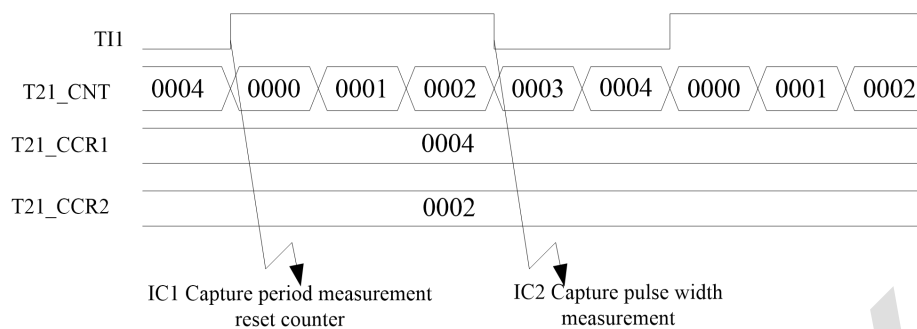 TI1
T21_CNT 0004 0000 0001 0002 0003 0004 0000 0001 0002
T21_CCR1 0004
T21_CCR2 0002
IC1 Capture period measurement
reset counter
IC2 Capture pulse width
measurement